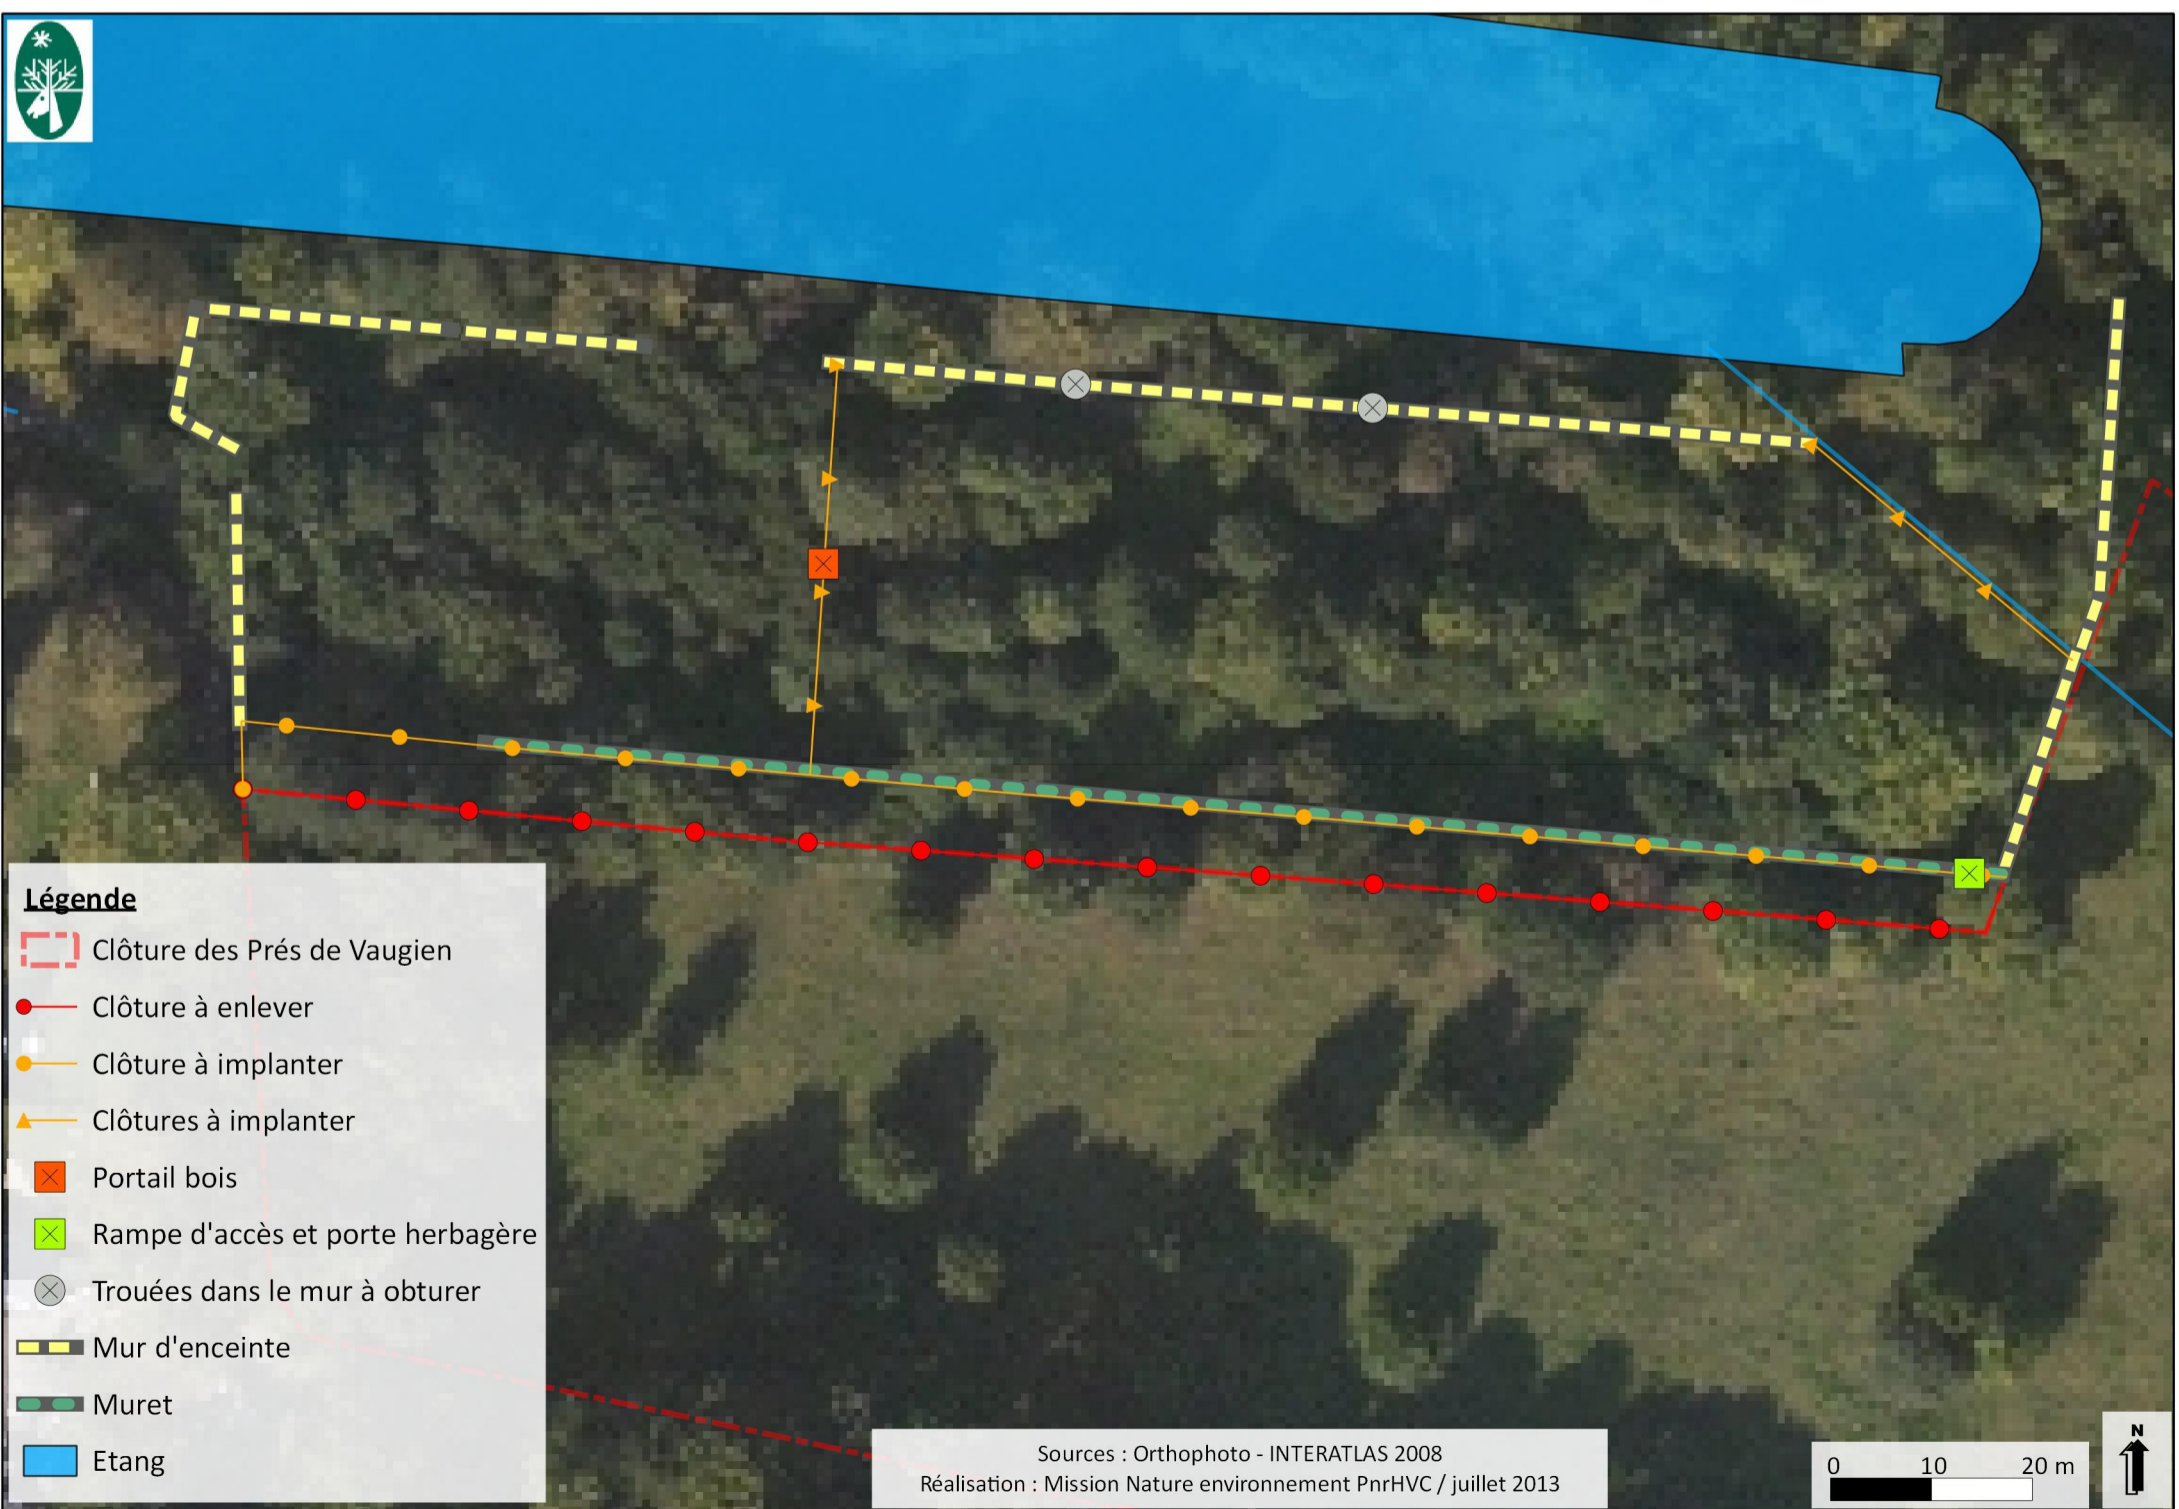 Légende
Clôture des Prés de Vaugien
Clôture à enlever
Clôture à implanter
Clôtures à implanter
Portail bois
Rampe d'accès et porte herbagère
Trouées dans le mur à obturer
Mur d'enceinte
Muret
Etang
Sources : Orthophoto - INTERATLAS 2008
Réalisation : Mission Nature environnement PnrHVC / juillet 2013
0 10 20 m
N